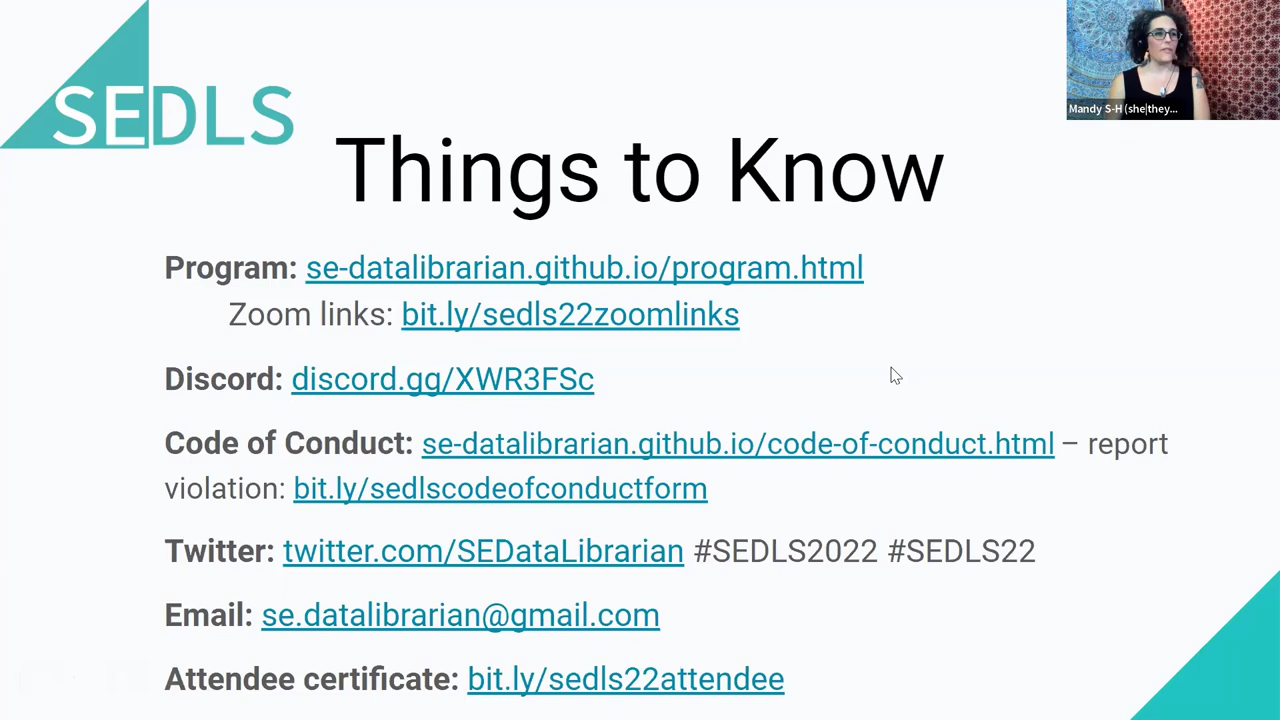 SEDLS
Mandy S-H (she|they...
Things to Know
Program: se-datalibrarian.github.io/program.html
Zoom links: bit.ly/sedls22zoomlinks
Discord: discord.gg/XWR3FSc
Code of Conduct: se-datalibrarian.github.io/code-of-conduct.html – report
violation: bit.ly/sedlscodeofconductform
Twitter: twitter.com/SEDataLibrarian #SEDLS2022 #SEDLS22
Email: se.datalibrarian@gmail.com
Attendee certificate: bit.ly/sedls22attendee